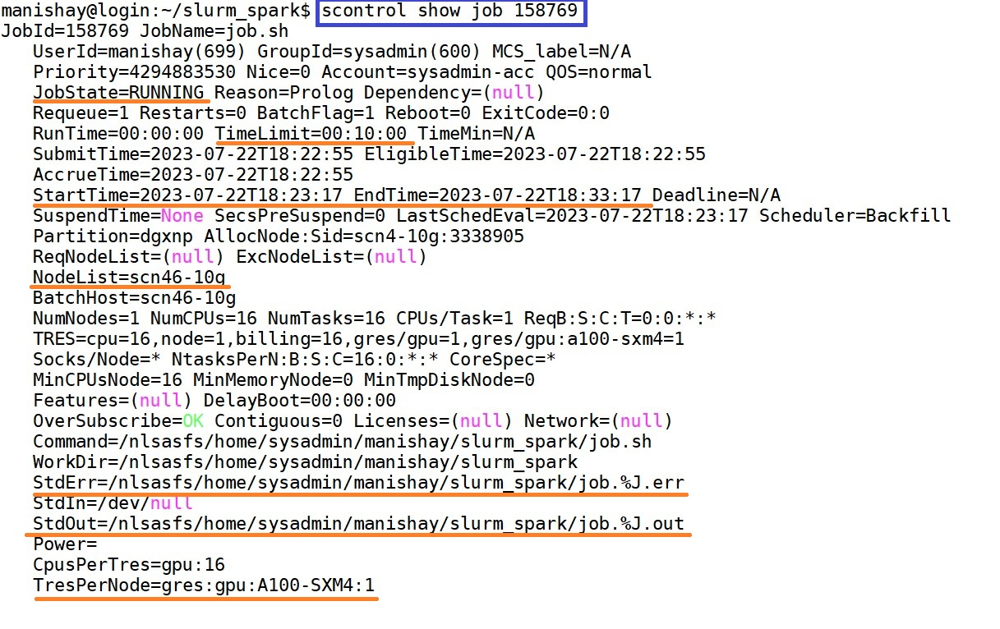 manishay@login:~/slurm_spark$ scontrol show job 158769
JobId=158769 JobName=job.sh
UserId=manishay(699) GroupId=sysadmin(600) MCS_label=N/A
Priority=4294883530 Nice=0 Account=sysadmin-acc QOS=normal
JobState=RUNNING Reason=Prolog Dependency=(null)
Requeue=1 Restarts=0 BatchFlag=1 Reboot=0 ExitCode=0:0
RunTime=00:00:00 TimeLimit=00:10:00 TimeMin=N/A
SubmitTime=2023-07-22T18:22:55 EligibleTime=2023-07-22T18:22:55
AccrueTime=2023-07-22T18:22:55
StartTime=2023-07-22T18:23:17 EndTime=2023-07-22T18:33:17 Deadline=N/A
SuspendTime=None SecsPreSuspend=0 LastSchedEval=2023-07-22T18:23:17 Scheduler=Backfill
Partition=dgxnp AllocNode:Sid=scn4-10g:3338905
ReqNodeList=(null) ExcNodeList=(null)
NodeList=scn46-10g
BatchHost=scn46-10g
NumNodes=1 NumCPUs=16 NumTasks=16 CPUs/Task=1 ReqB:S:C:T=0:0:*:*
TRES=cpu=16,node=1,billing=16,gres/gpu=1,gres/gpu:a100-sxm4=1
Socks/Node=* NtasksPerN:B:S:C=16:0:*:* CoreSpec=*
MinCPUsNode=16 MinMemoryNode=0 MinTmpDiskNode=0
Features=(null) DelayBoot=00:00:00
OverSubscribe=OK Contiguous=0 Licenses=(null) Network=(null)
Command=/nlsasfs/home/sysadmin/manishay/slurm_spark/job.sh
WorkDir=/nlsasfs/home/sysadmin/manishay/slurm_spark
StdErr=/nlsasfs/home/sysadmin/manishay/slurm_spark/job.%J.err
StdIn=/dev/null
StdOut=/nlsasfs/home/sysadmin/manishay/slurm_spark/job.%J.out
Power=
CpusPerTres=gpu:16
TresPerNode=gres:gpu:A100-SXM4:1